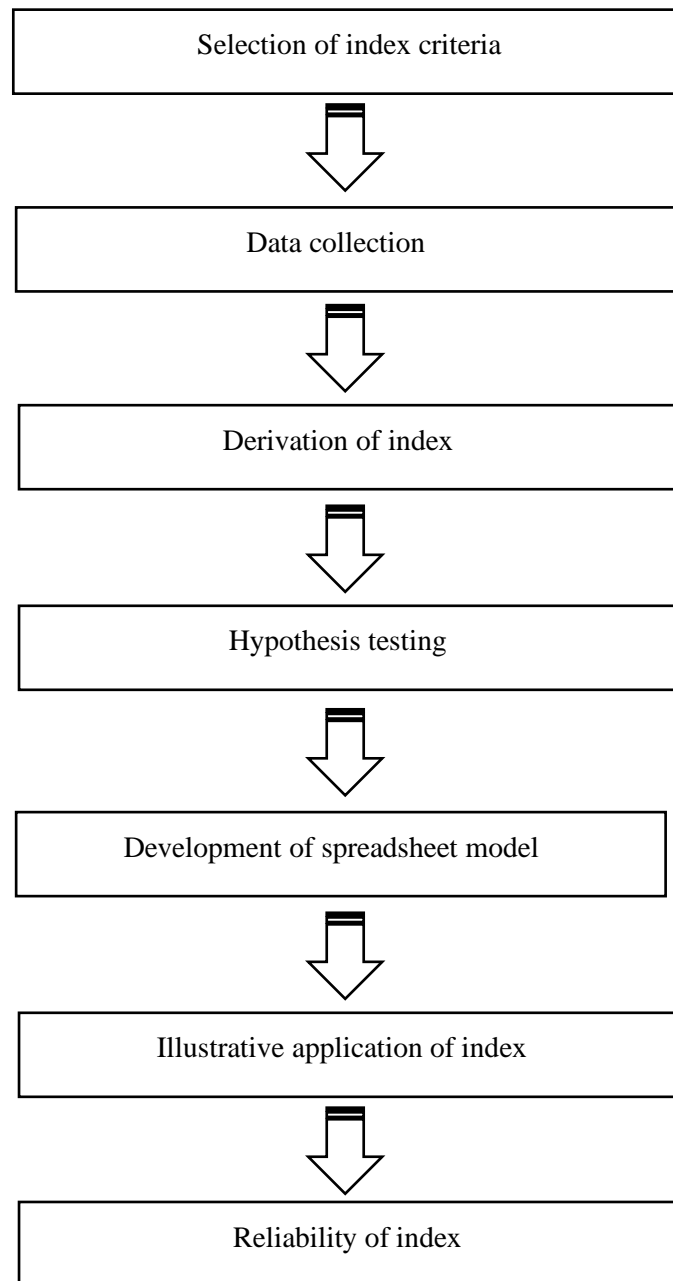 Selection of index criteria
Data collection
Derivation of index
Hypothesis testing
Development of spreadsheet model
Illustrative application of index
Reliability of index